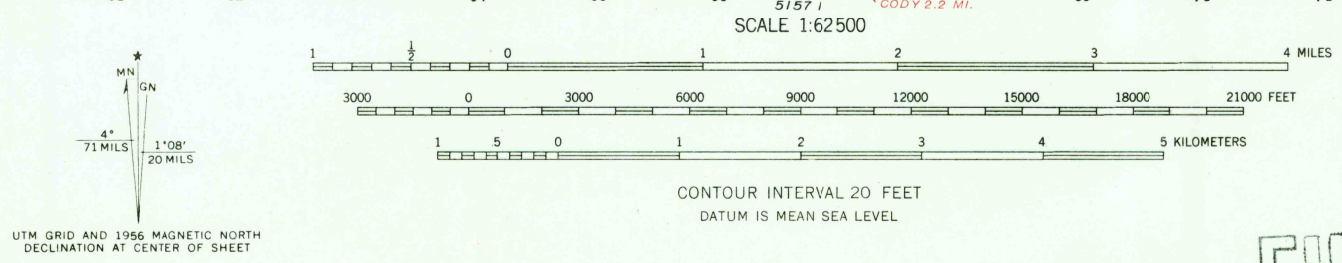 5157 I
CODY 2.2 MI.
SCALE 1:62500
1 ½ 0 1 2 3 4 MILES
3000 0 3000 6000 9000 12000 15000 18000 21000 FEET
1 .5 0 1 2 3 4 5 KILOMETERS
CONTOUR INTERVAL 20 FEET
DATUM IS MEAN SEA LEVEL
MN
GN
4°
71 MILS
1°08'
20 MILS
UTM GRID AND 1956 MAGNETIC NORTH
DECLINATION AT CENTER OF SHEET